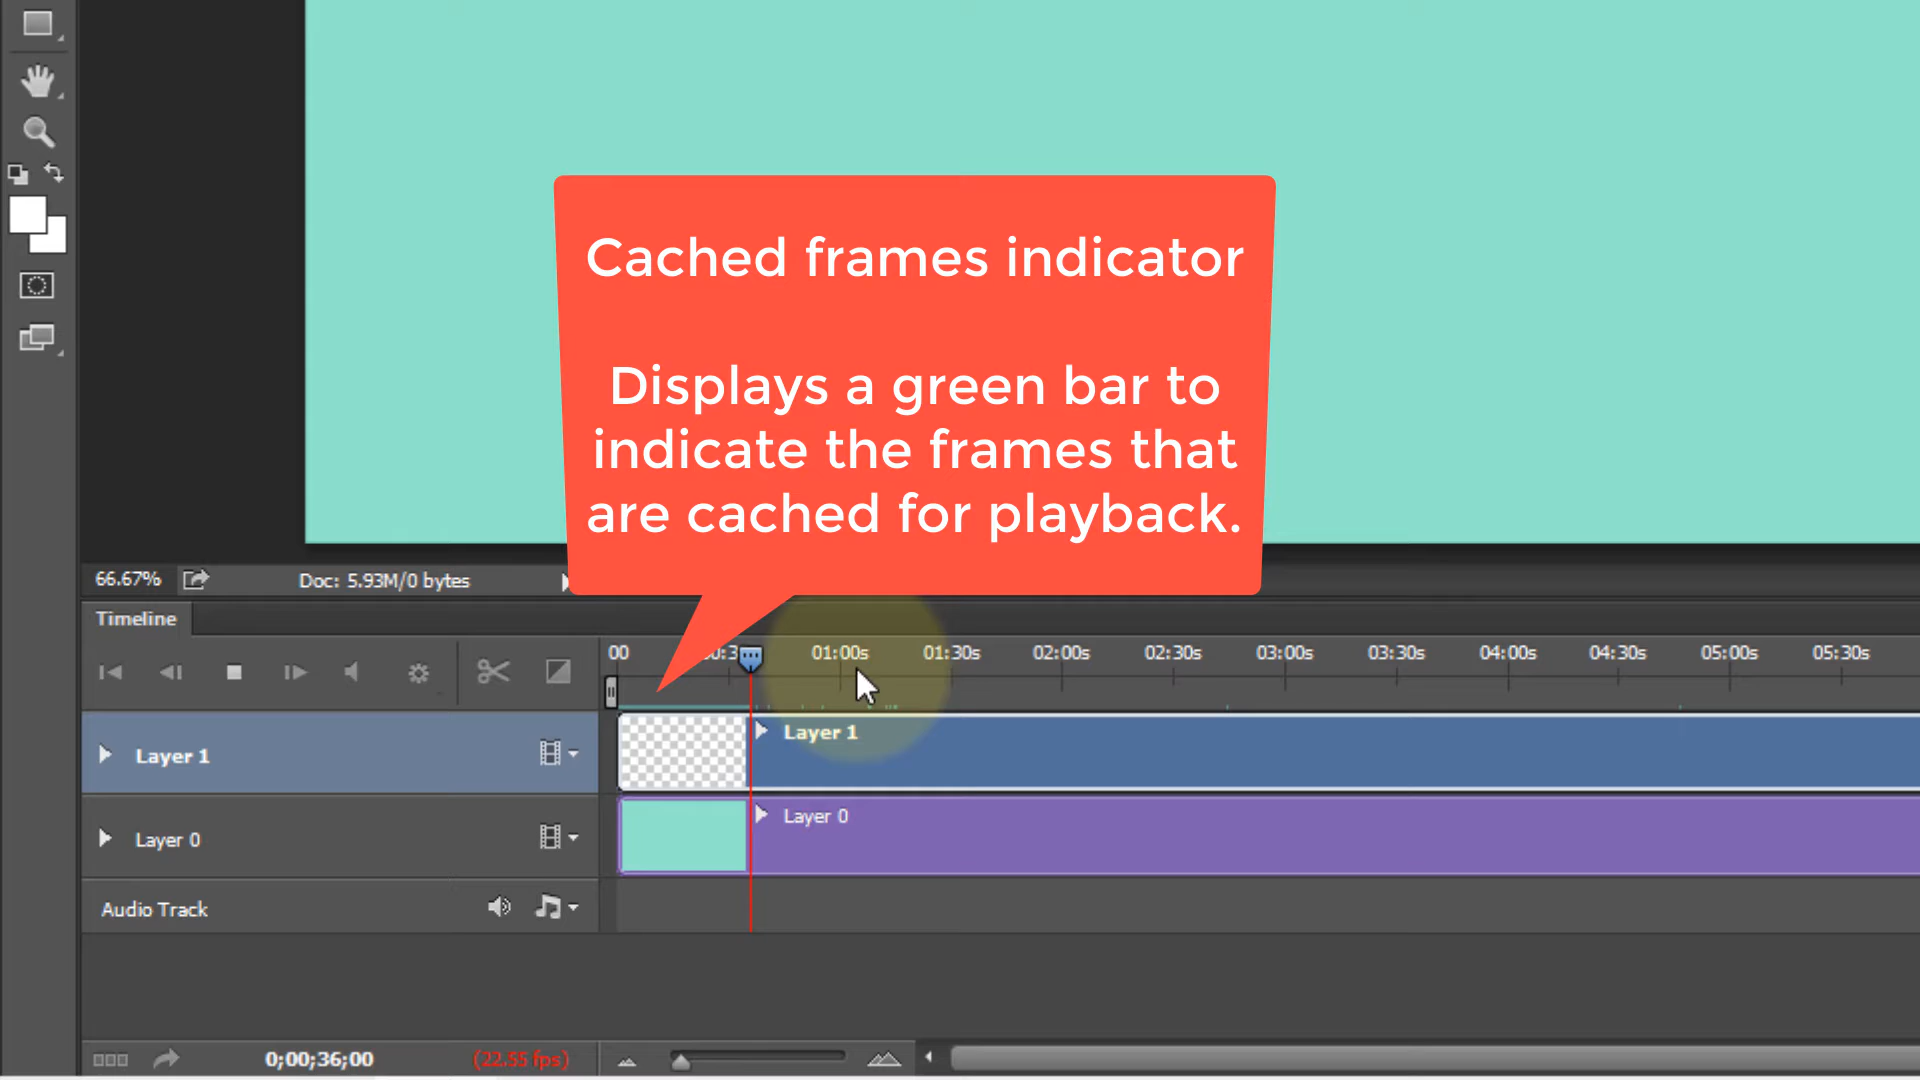 Cached frames indicator
Displays a green bar to
indicate the frames that
are cached for playback.
66.67%
Doc: 5.93M/0 bytes
Timeline
00
01:00s
01:30s
02:00s
02:30s
03:00s
03:30s
04:00s
04:30s
05:00s
05:30s
Layer 1
Layer 1
Layer 0
Layer 0
Audio Track
0;00;36;00
(22.55 fps)